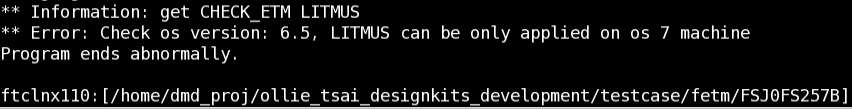 ** Information: get CHECK_ETM LITMUS
** Error: Check os version: 6.5, LITMUS can be only applied on os 7 machine
Program ends abnormally.
ftclnx110:[/home/dmd_proj/ollie_tsai_designkits_development/testcase/fetm/FSJ0FS257B]